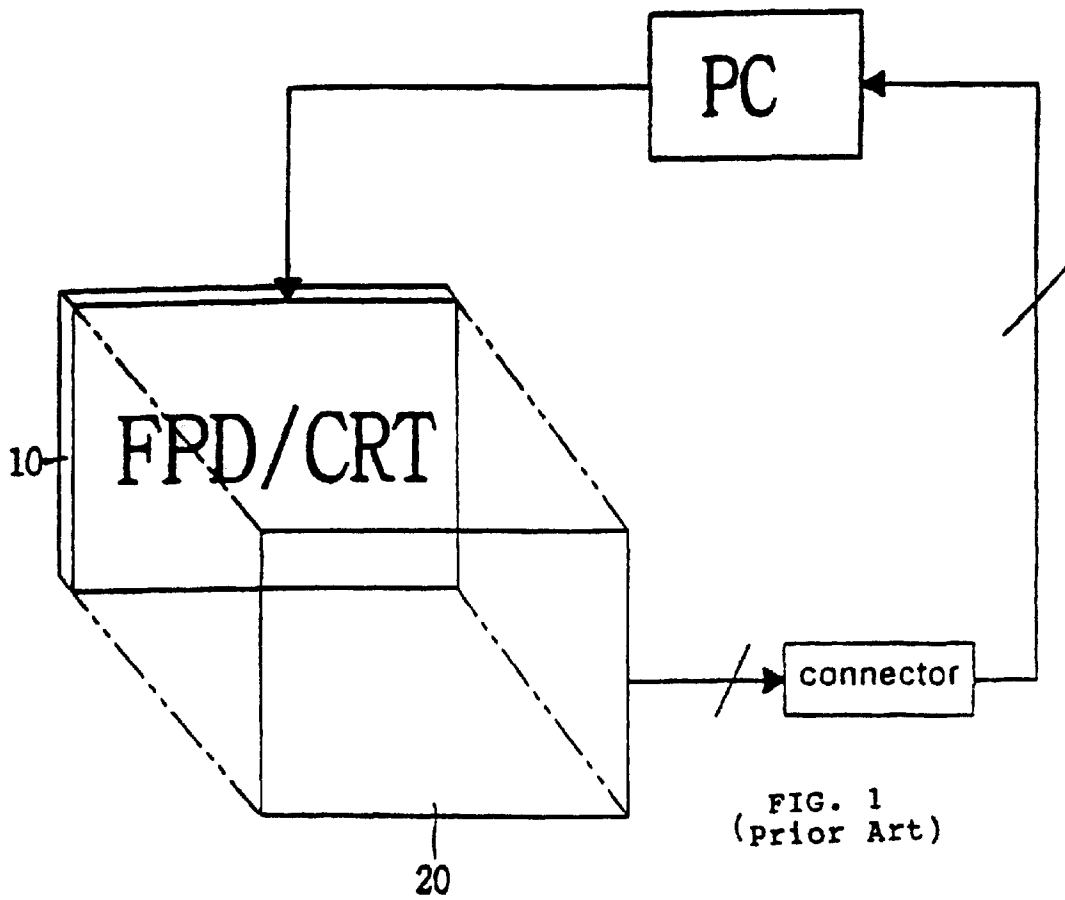 PC
FPD/CRT
10
connector
FIG. 1
(Prior Art)
20